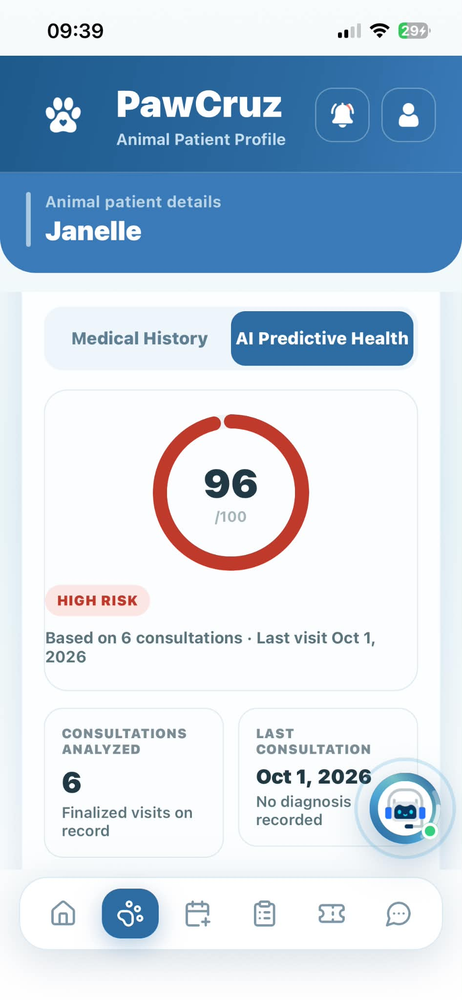 09:39
29
PawCruz
Animal Patient Profile
Animal patient details
Janelle
Medical History
AI Predictive Health
96
/100
HIGH RISK
Based on 6 consultations · Last visit Oct 1,
2026
CONSULTATIONS
ANALYZED
6
Finalized visits on
record
LAST
CONSULTATION
Oct 1, 2026
No diagnosis
recorded